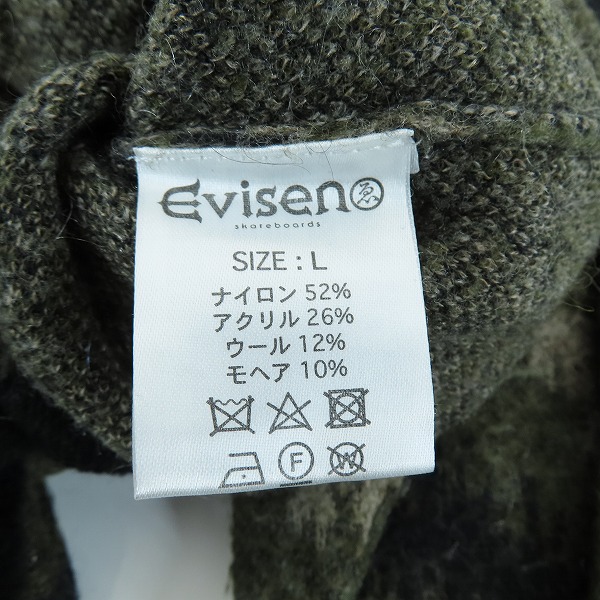 Evisen ゑ
skateboards
SIZE : L
ナイロン 52%
アクリル 26%
ウール 12%
モヘア 10%
F W